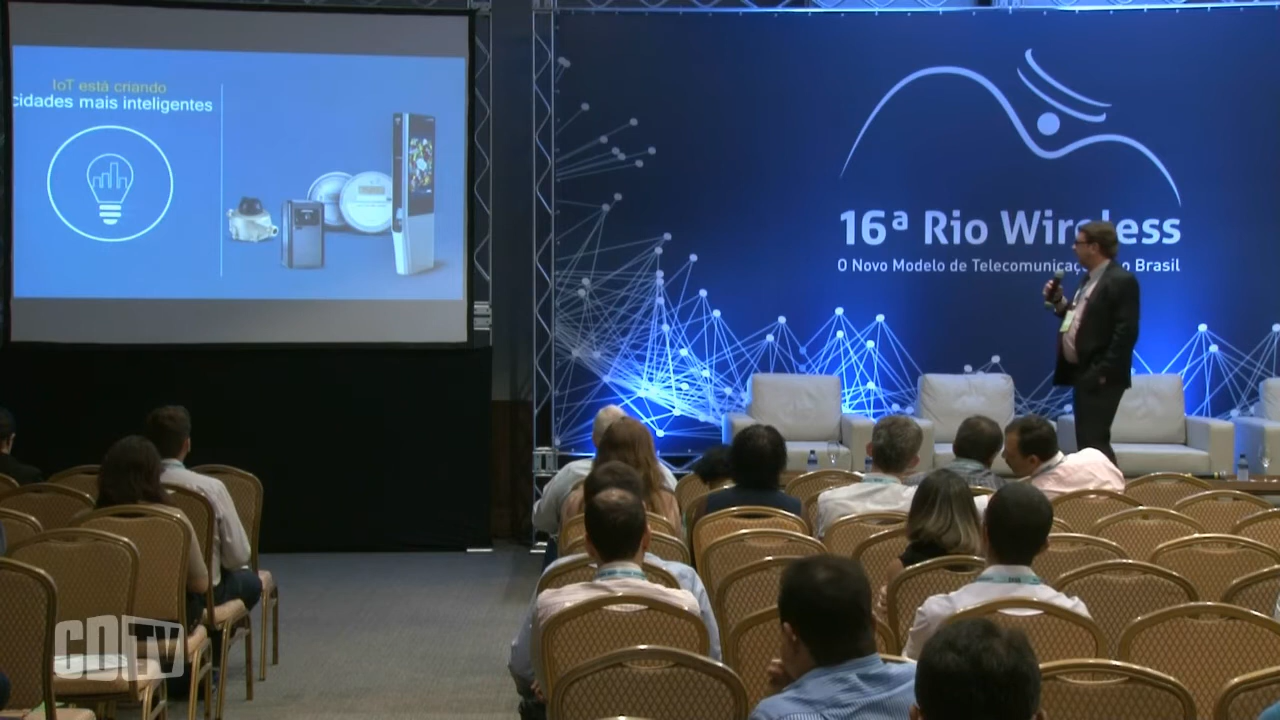 IoT está criando
cidades mais inteligentes
16ª Rio Wireless
O Novo Modelo de Telecomunicaç o Brasil
CDTV